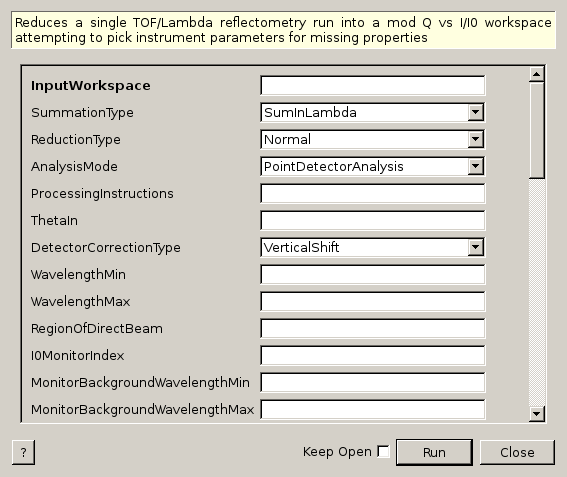 Reduces a single TOF/Lambda reflectometry run into a mod Q vs I/I0 workspace
attempting to pick instrument parameters for missing properties
InputWorkspace
SummationType SumInLambda
ReductionType Normal
AnalysisMode PointDetectorAnalysis
ProcessingInstructions
ThetaIn
DetectorCorrectionType VerticalShift
WavelengthMin
WavelengthMax
RegionOfDirectBeam
I0MonitorIndex
MonitorBackgroundWavelengthMin
MonitorBackgroundWavelengthMax
? Keep Open Run Close